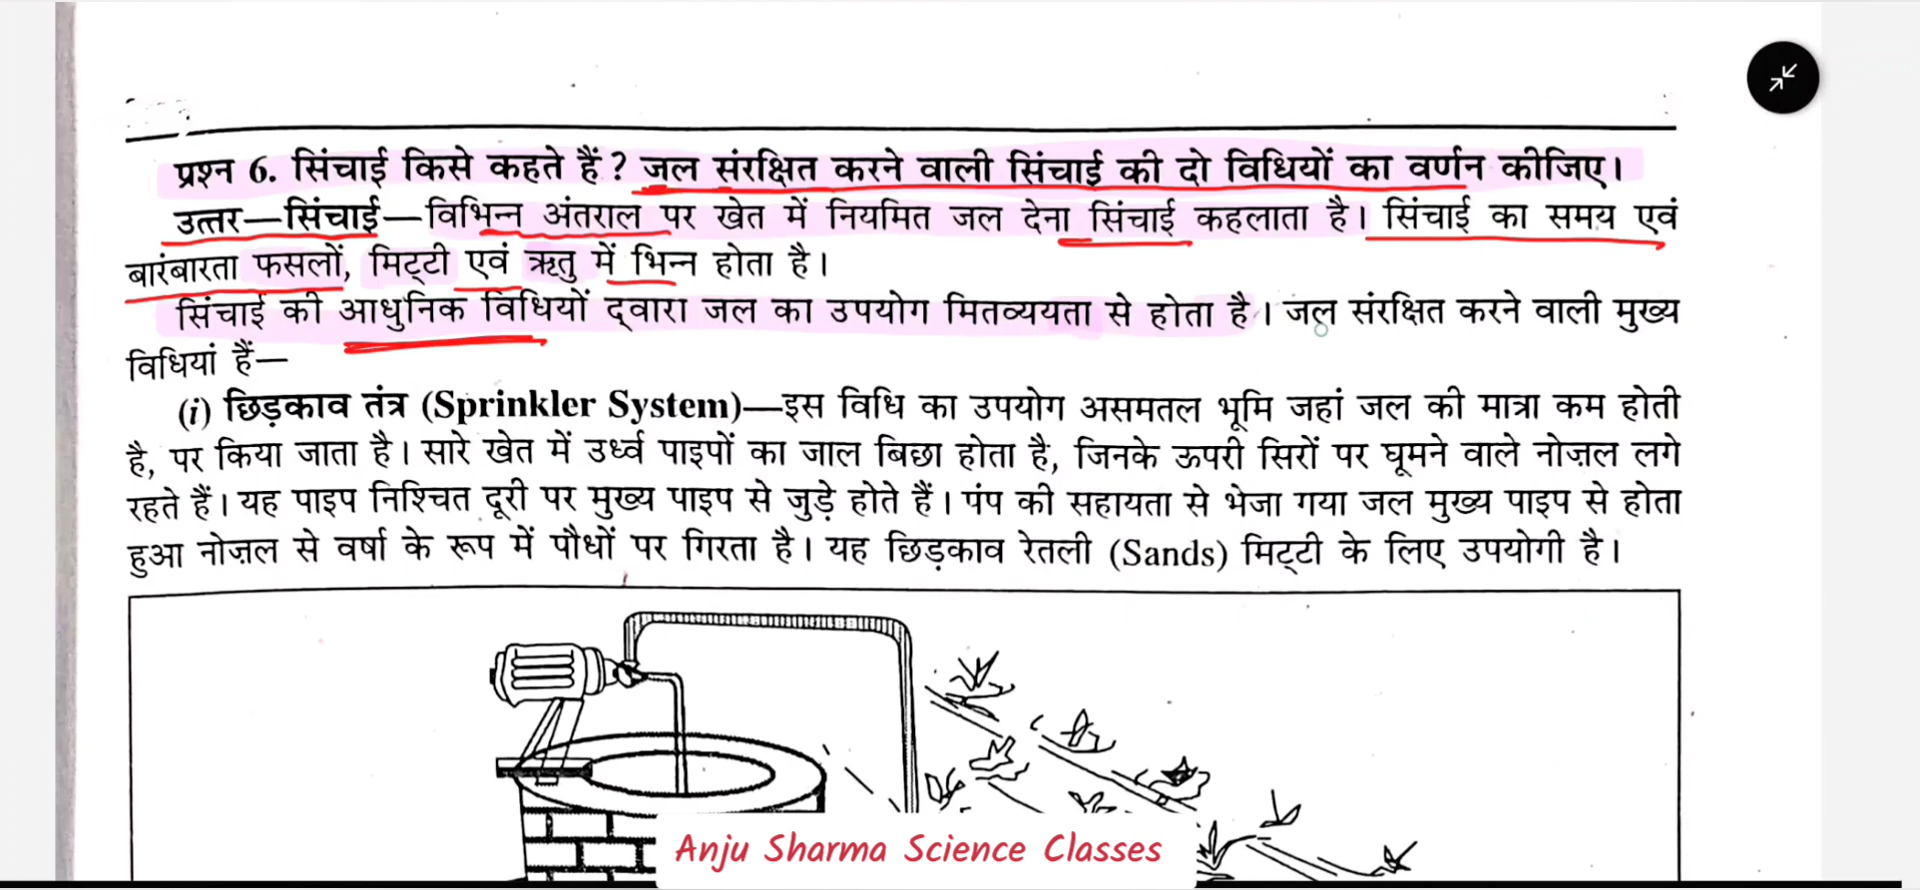 प्रश्न 6. सिंचाई किसे कहते हैं ? जल संरक्षित करने वाली सिंचाई की दो विधियों का वर्णन कीजिए।
उत्तर—सिंचाई—विभिन्न अंतराल पर खेत में नियमित जल देना सिंचाई कहलाता है। सिंचाई का समय एवं
बारंबारता फसलों, मिट्टी एवं ऋतु में भिन्न होता है।
सिंचाई की आधुनिक विधियों द्वारा जल का उपयोग मितव्ययता से होता है। जल संरक्षित करने वाली मुख्य
विधियां हैं—
(i) छिड़काव तंत्र (Sprinkler System)—इस विधि का उपयोग असमतल भूमि जहां जल की मात्रा कम होती
है, पर किया जाता है। सारे खेत में उर्ध्व पाइपों का जाल बिछा होता है, जिनके ऊपरी सिरों पर घूमने वाले नोज़ल लगे
रहते हैं। यह पाइप निश्चित दूरी पर मुख्य पाइप से जुड़े होते हैं। पंप की सहायता से भेजा गया जल मुख्य पाइप से होता
हुआ नोज़ल से वर्षा के रूप में पौधों पर गिरता है। यह छिड़काव रेतली (Sands) मिट्टी के लिए उपयोगी है।
Anju Sharma Science Classes